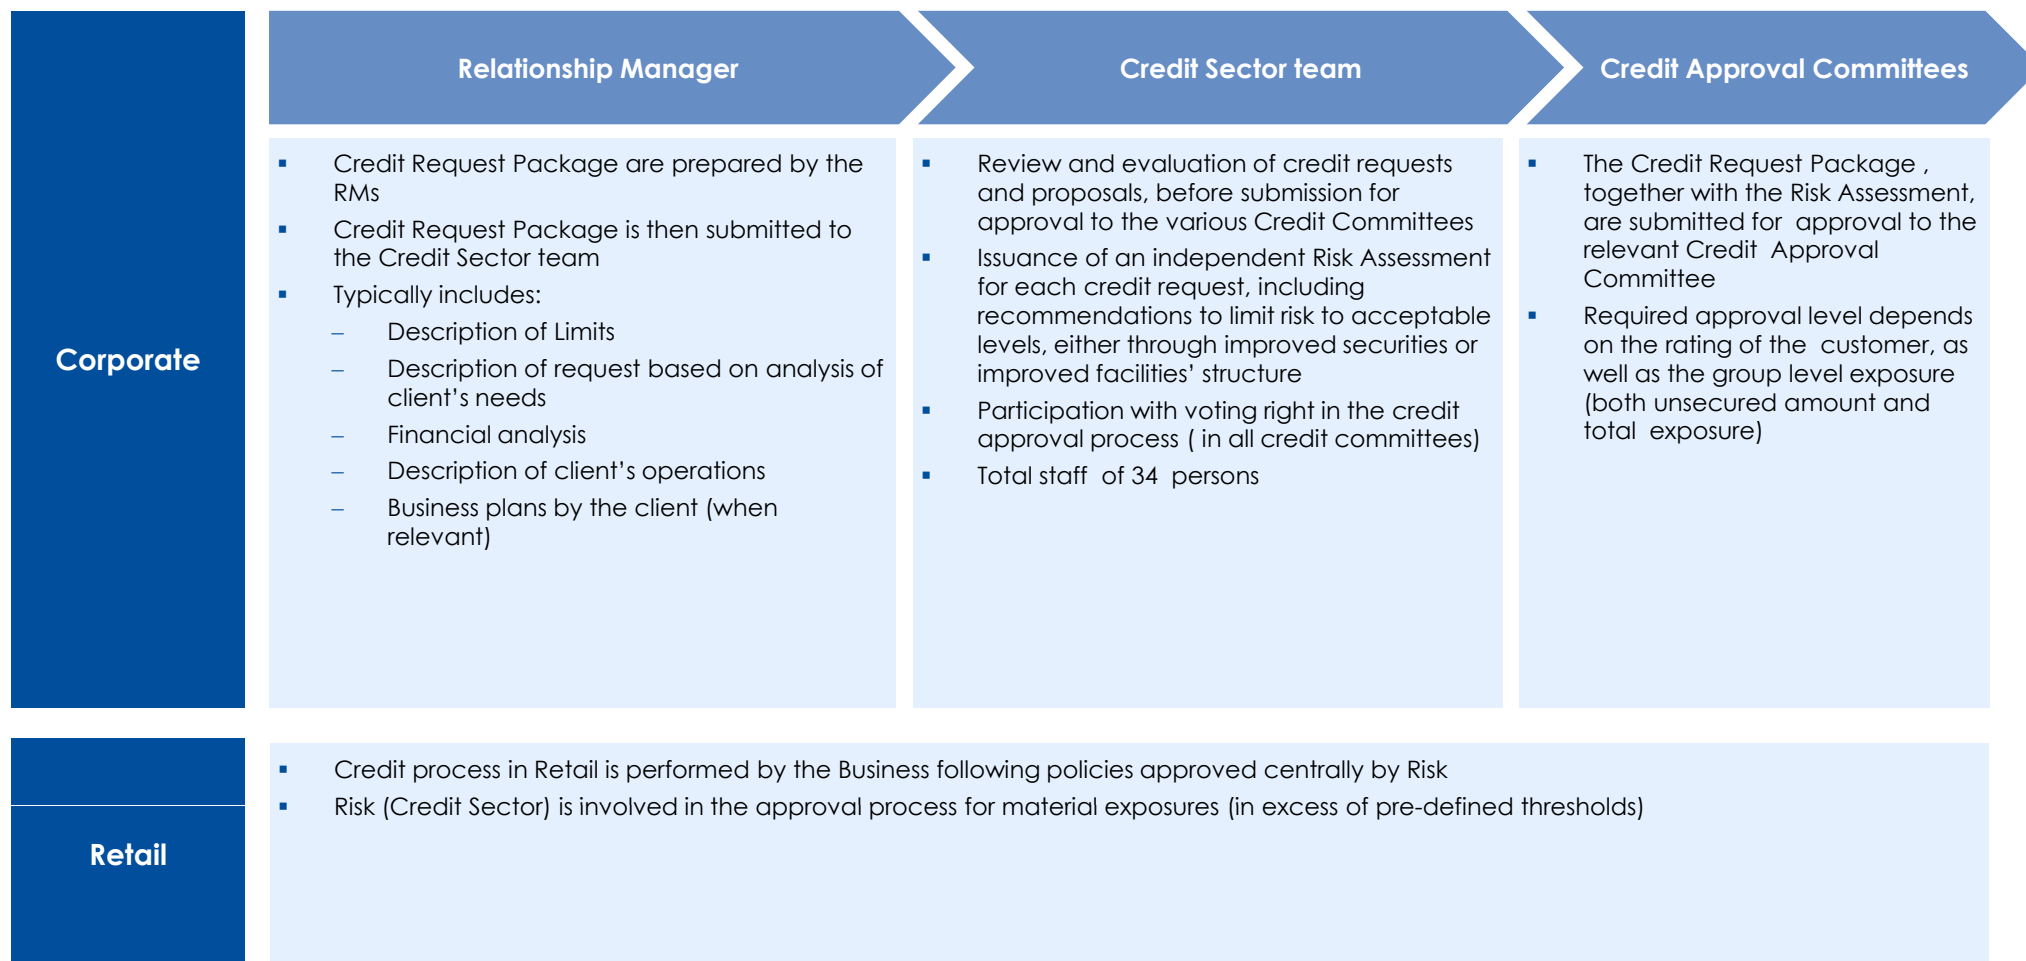 Corporate
Relationship Manager
▪ Credit Request Package are prepared by the
RMs
▪ Credit Request Package is then submitted to
the Credit Sector team
▪ Typically includes:
– Description of Limits
– Description of request based on analysis of
client’s needs
– Financial analysis
– Description of client’s operations
– Business plans by the client (when
relevant)
Credit Sector team
▪ Review and evaluation of credit requests
and proposals, before submission for
approval to the various Credit Committees
▪ Issuance of an independent Risk Assessment
for each credit request, including
recommendations to limit risk to acceptable
levels, either through improved securities or
improved facilities’ structure
▪ Participation with voting right in the credit
approval process ( in all credit committees)
▪ Total staff of 34 persons
Credit Approval Committees
▪ The Credit Request Package ,
together with the Risk Assessment,
are submitted for approval to the
relevant Credit Approval
Committee
▪ Required approval level depends
on the rating of the customer, as
well as the group level exposure
(both unsecured amount and
total exposure)
Retail
▪ Credit process in Retail is performed by the Business following policies approved centrally by Risk
▪ Risk (Credit Sector) is involved in the approval process for material exposures (in excess of pre-defined thresholds)